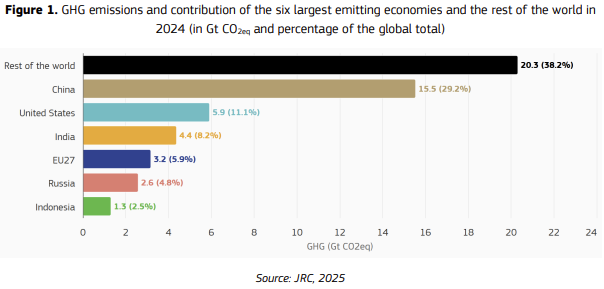 Figure 1. GHG emissions and contribution of the six largest emitting economies and the rest of the world in
2024 (in Gt CO2eq and percentage of the global total)
Rest of the world 20.3 (38.2%)
China 15.5 (29.2%)
United States 5.9 (11.1%)
India 4.4 (8.2%)
EU27 3.2 (5.9%)
Russia 2.6 (4.8%)
Indonesia 1.3 (2.5%)
0 2 4 6 8 10 12 14 16 18 20 22 24
GHG (Gt CO2eq)
Source: JRC, 2025